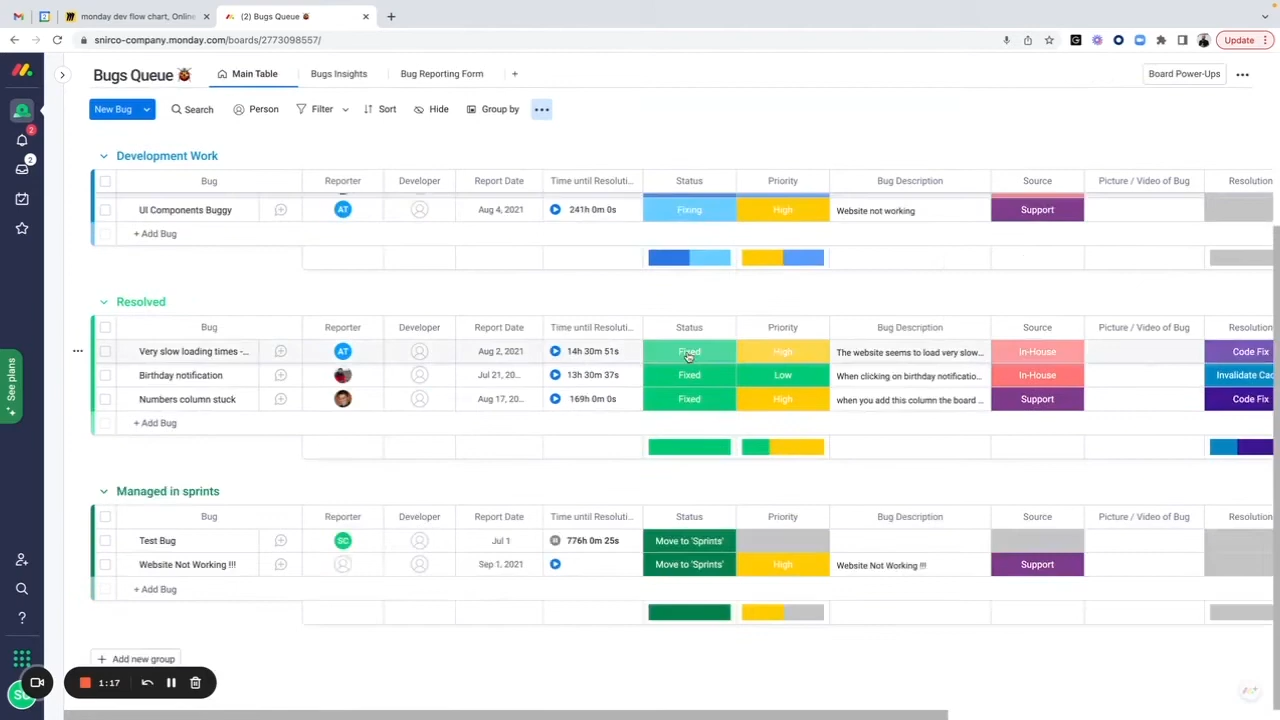 monday dev flow chart, Online
(2) Bugs Queue
snirco-company.monday.com/boards/2773098557/
Update
Bugs Queue
Main Table
Bugs Insights
Bug Reporting Form
Board Power-Ups
New Bug
Search
Person
Filter
Sort
Hide
Group by
2
2
Development Work
Bug Reporter Developer Report Date Time until Resoluti... Status Priority Bug Description Source Picture / Video of Bug Resolution
UI Components Buggy AT Aug 4, 2021 241h 0m 0s Fixing High Website not working Support
+ Add Bug
Resolved
Bug Reporter Developer Report Date Time until Resoluti... Status Priority Bug Description Source Picture / Video of Bug Resolution
Very slow loading times -... AT Aug 2, 2021 14h 30m 51s Fixed High The website seems to load very slow... In-House Code Fix
Birthday notification Jul 21, 20... 13h 30m 37s Fixed Low When clicking on birthday notificatio... In-House Invalidate Cac
Numbers column stuck Aug 17, 20... 169h 0m 0s Fixed High when you add this column the board ... Support Code Fix
+ Add Bug
Managed in sprints
Bug Reporter Developer Report Date Time until Resoluti... Status Priority Bug Description Source Picture / Video of Bug Resolution
Test Bug SC Jul 1 776h 0m 25s Move to 'Sprints'
Website Not Working !!! Sep 1, 2021 Move to 'Sprints' High Website Not Working !!! Support
+ Add Bug
+ Add new group
See plans
1:17